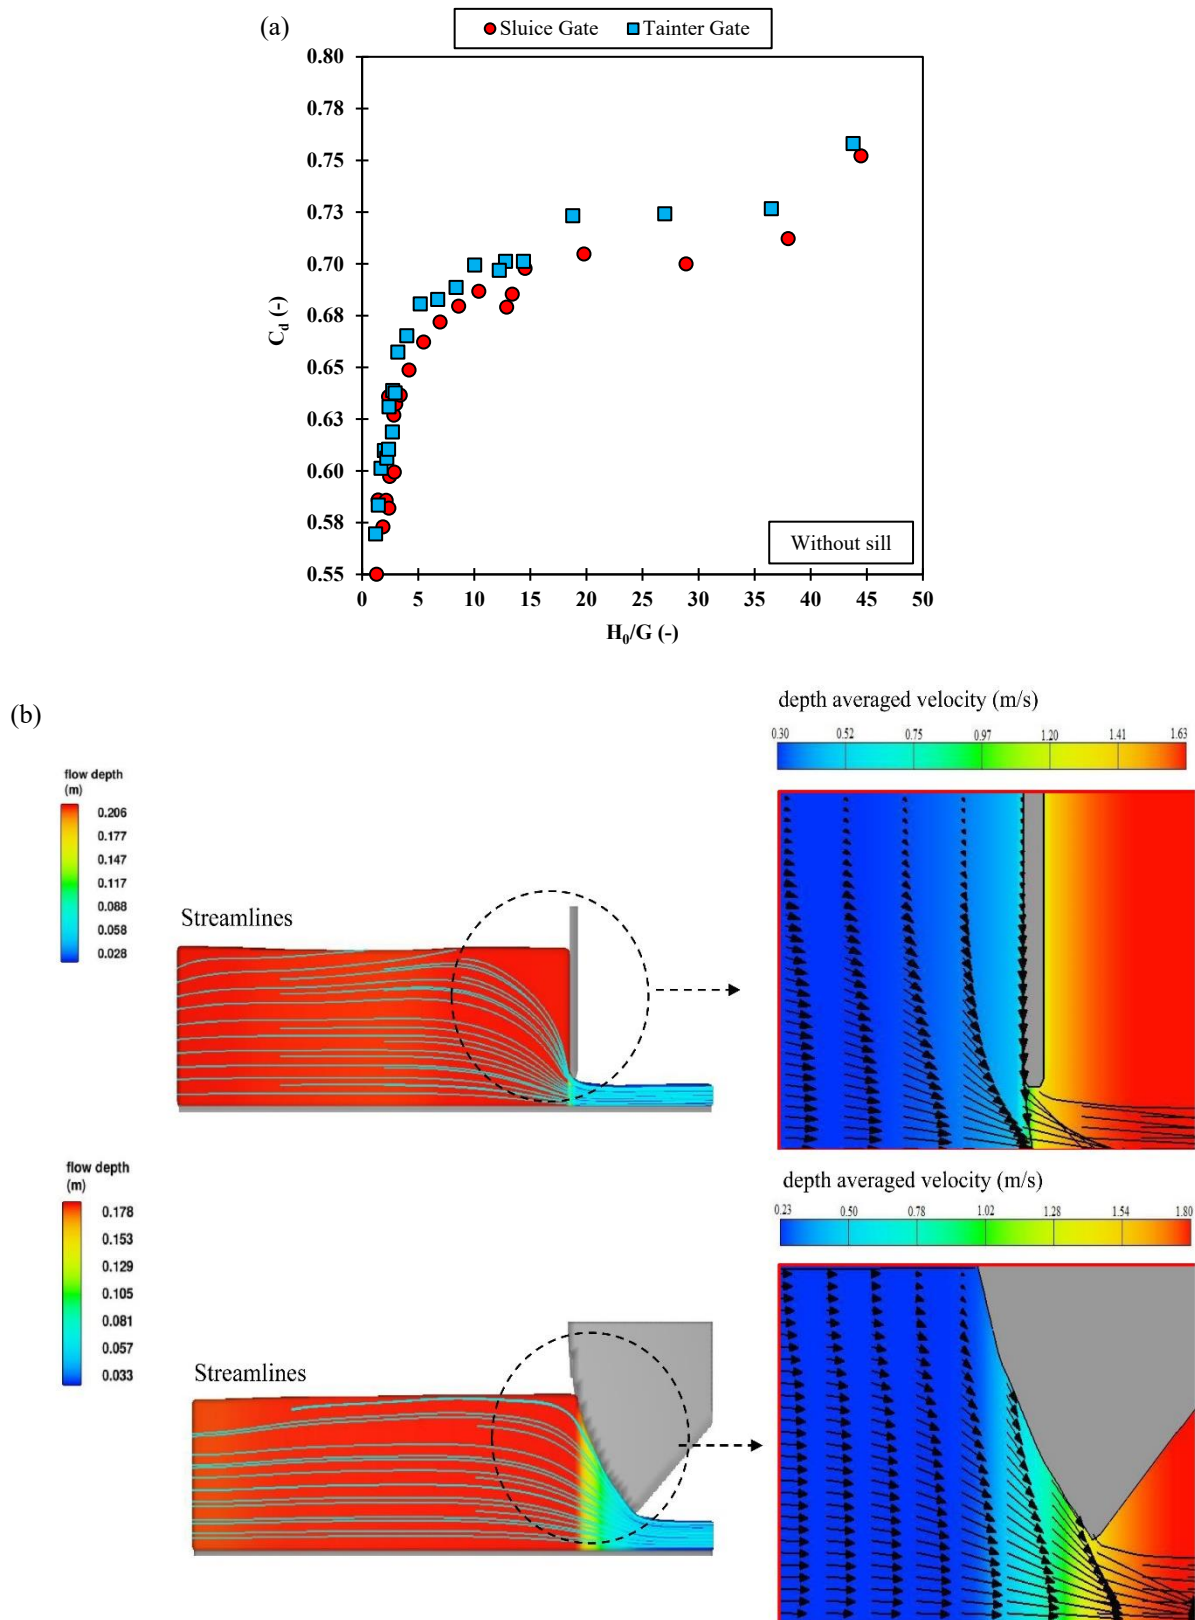 (a)
Sluice Gate Tainter Gate
0.80
0.78
0.75
0.73
0.70
0.68
0.65
0.63
0.60
0.58
0.55
C_d (-)
Without sill
0 5 10 15 20 25 30 35 40 45 50
H_0/G (-)
(b)
depth averaged velocity (m/s)
0.30 0.52 0.75 0.97 1.20 1.41 1.63
flow depth
(m)
0.206
0.177
0.147
0.117
0.088
0.058
0.028
Streamlines
depth averaged velocity (m/s)
0.23 0.50 0.78 1.02 1.28 1.54 1.80
flow depth
(m)
0.178
0.153
0.129
0.105
0.081
0.057
0.033
Streamlines